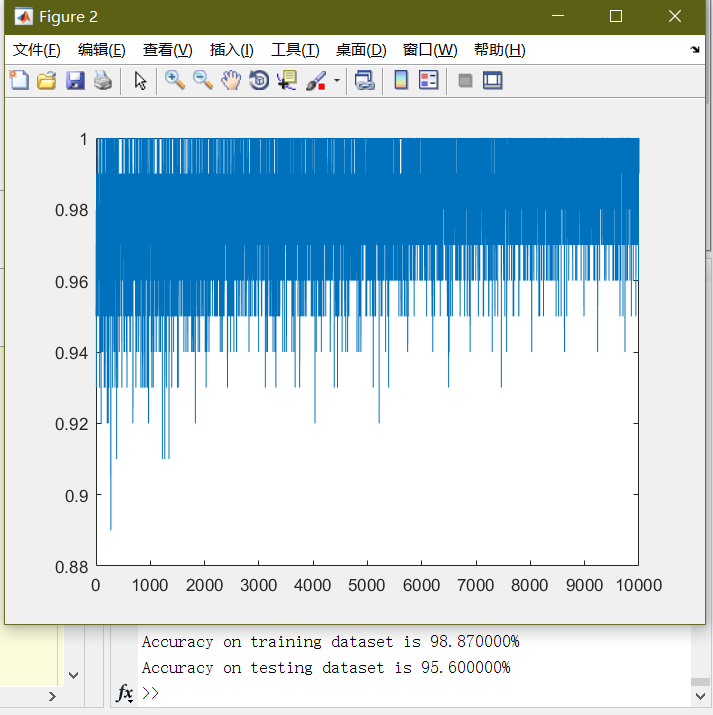 Figure 2
文件(F) 编辑(E) 查看(V) 插入(I) 工具(T) 桌面(D) 窗口(W) 帮助(H)
1
0.98
0.96
0.94
0.92
0.9
0.88
0 1000 2000 3000 4000 5000 6000 7000 8000 9000 10000
Accuracy on training dataset is 98.870000%
Accuracy on testing dataset is 95.600000%
fx >>